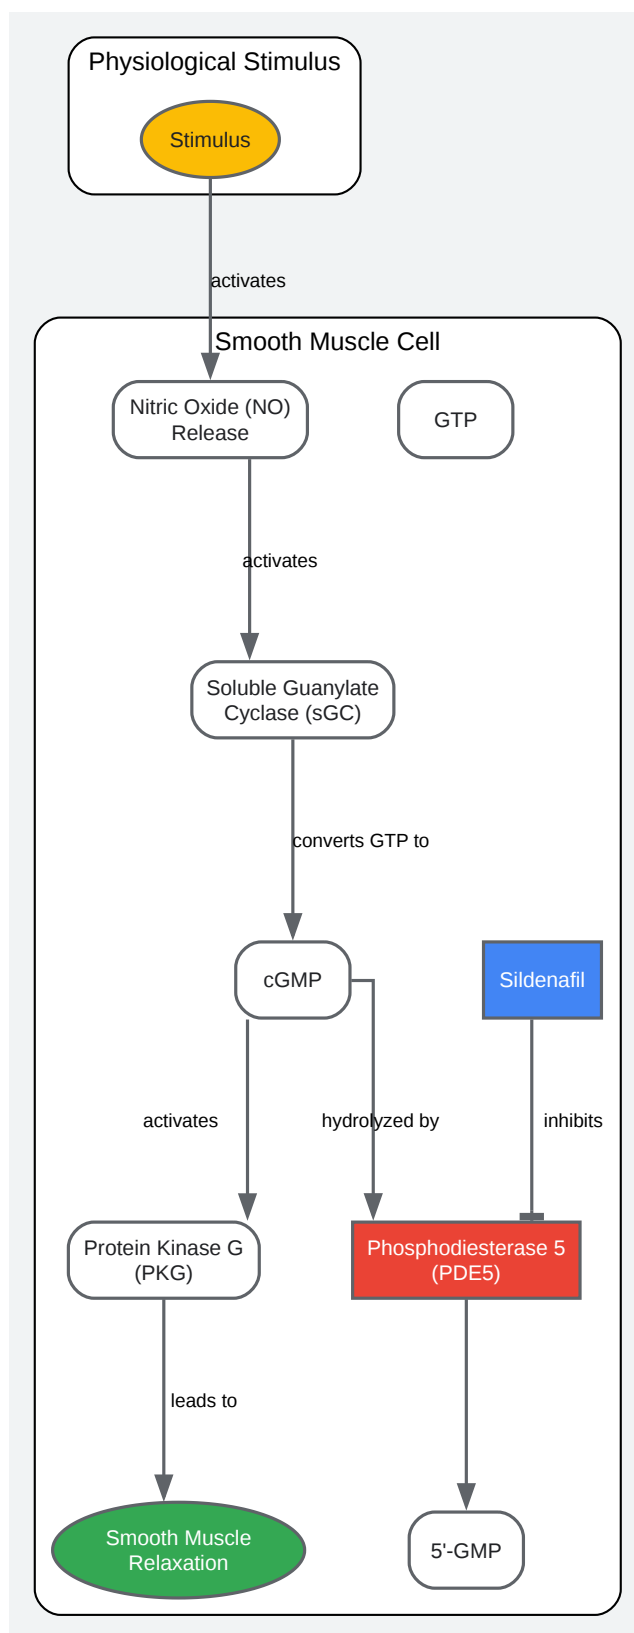 Physiological Stimulus
Stimulus
activates
Smooth Muscle Cell
Nitric Oxide (NO)
Release
GTP
activates
Soluble Guanylate
Cyclase (sGC)
converts GTP to
cGMP
Sildenafil
activates
hydrolyzed by
inhibits
Protein Kinase G
(PKG)
Phosphodiesterase 5
(PDE5)
leads to
Smooth Muscle
Relaxation
5'-GMP